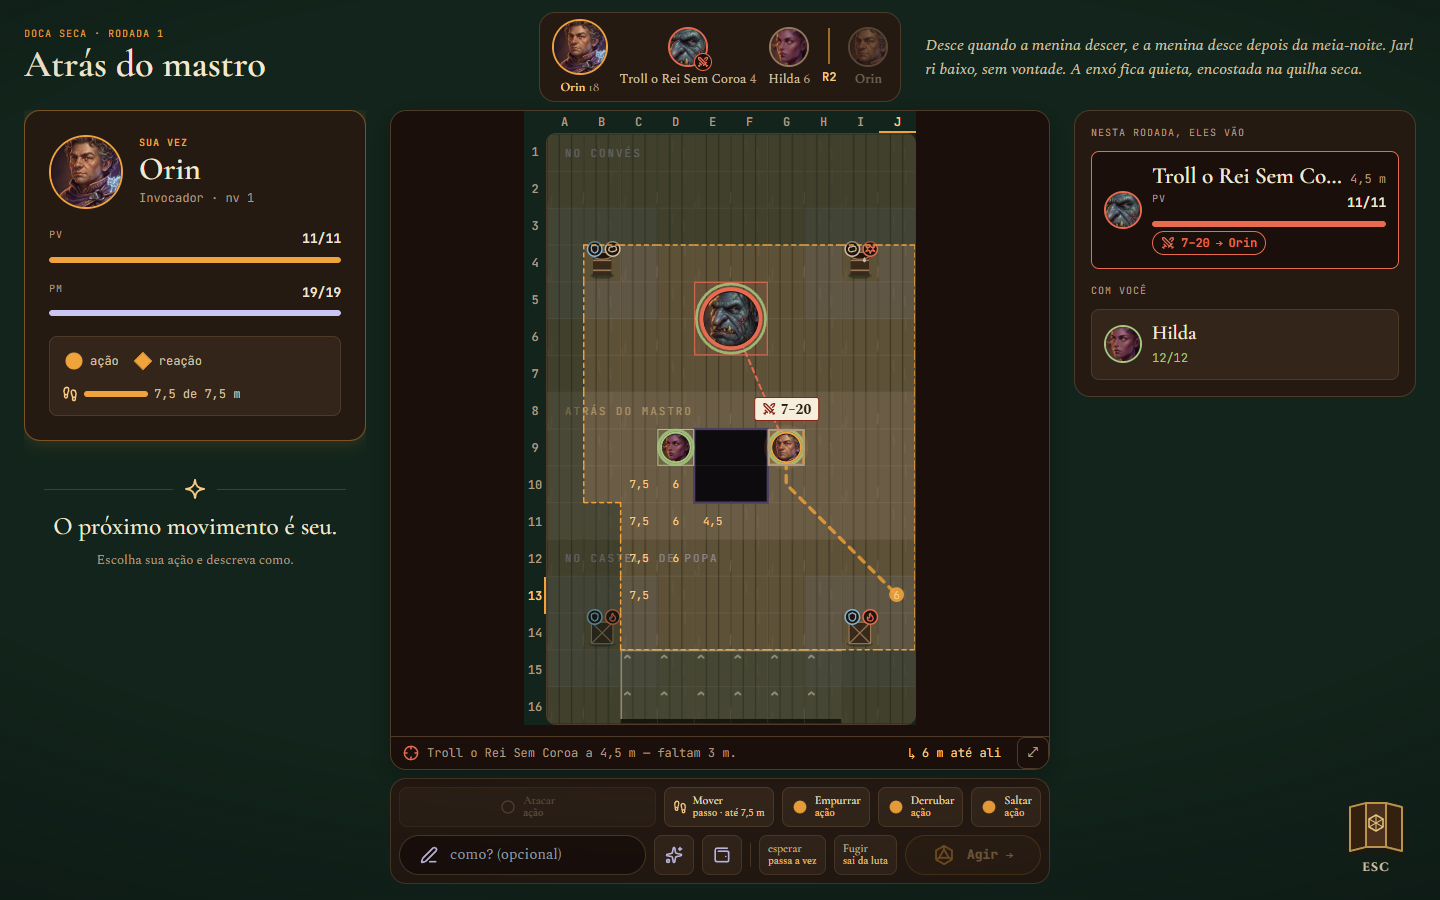 DOCA SECA · RODADA 1
Atrás do mastro
Orin 18
Troll o Rei Sem Coroa 4
Hilda 6
R2
Orin
Desce quando a menina descer, e a menina desce depois da meia-noite. Jarl
ri baixo, sem vontade. A enxó fica quieta, encostada na quilha seca.
SUA VEZ
Orin
Invocador · nv 1
PV
11/11
PM
19/19
ação
reação
7,5 de 7,5 m
O próximo movimento é seu.
Escolha sua ação e descreva como.
A B C D E F G H I J
1
NO CONVÉS
2
3
4
5
6
7
8
ATRÁS DO MASTRO
7–20
9
10
7,5 6
11
7,5 6 4,5
12
7,5 6
13
7,5
6
14
15
16
Troll o Rei Sem Coroa a 4,5 m — faltam 3 m.
↳ 6 m até ali
Atacar
ação
Mover
passo · até 7,5 m
Empurrar
ação
Derrubar
ação
Saltar
ação
como? (opcional)
esperar
passa a vez
Fugir
sai da luta
Agir →
NESTA RODADA, ELES VÃO
Troll o Rei Sem Co… 4,5 m
PV
11/11
7–20 → Orin
COM VOCÊ
Hilda
12/12
ESC